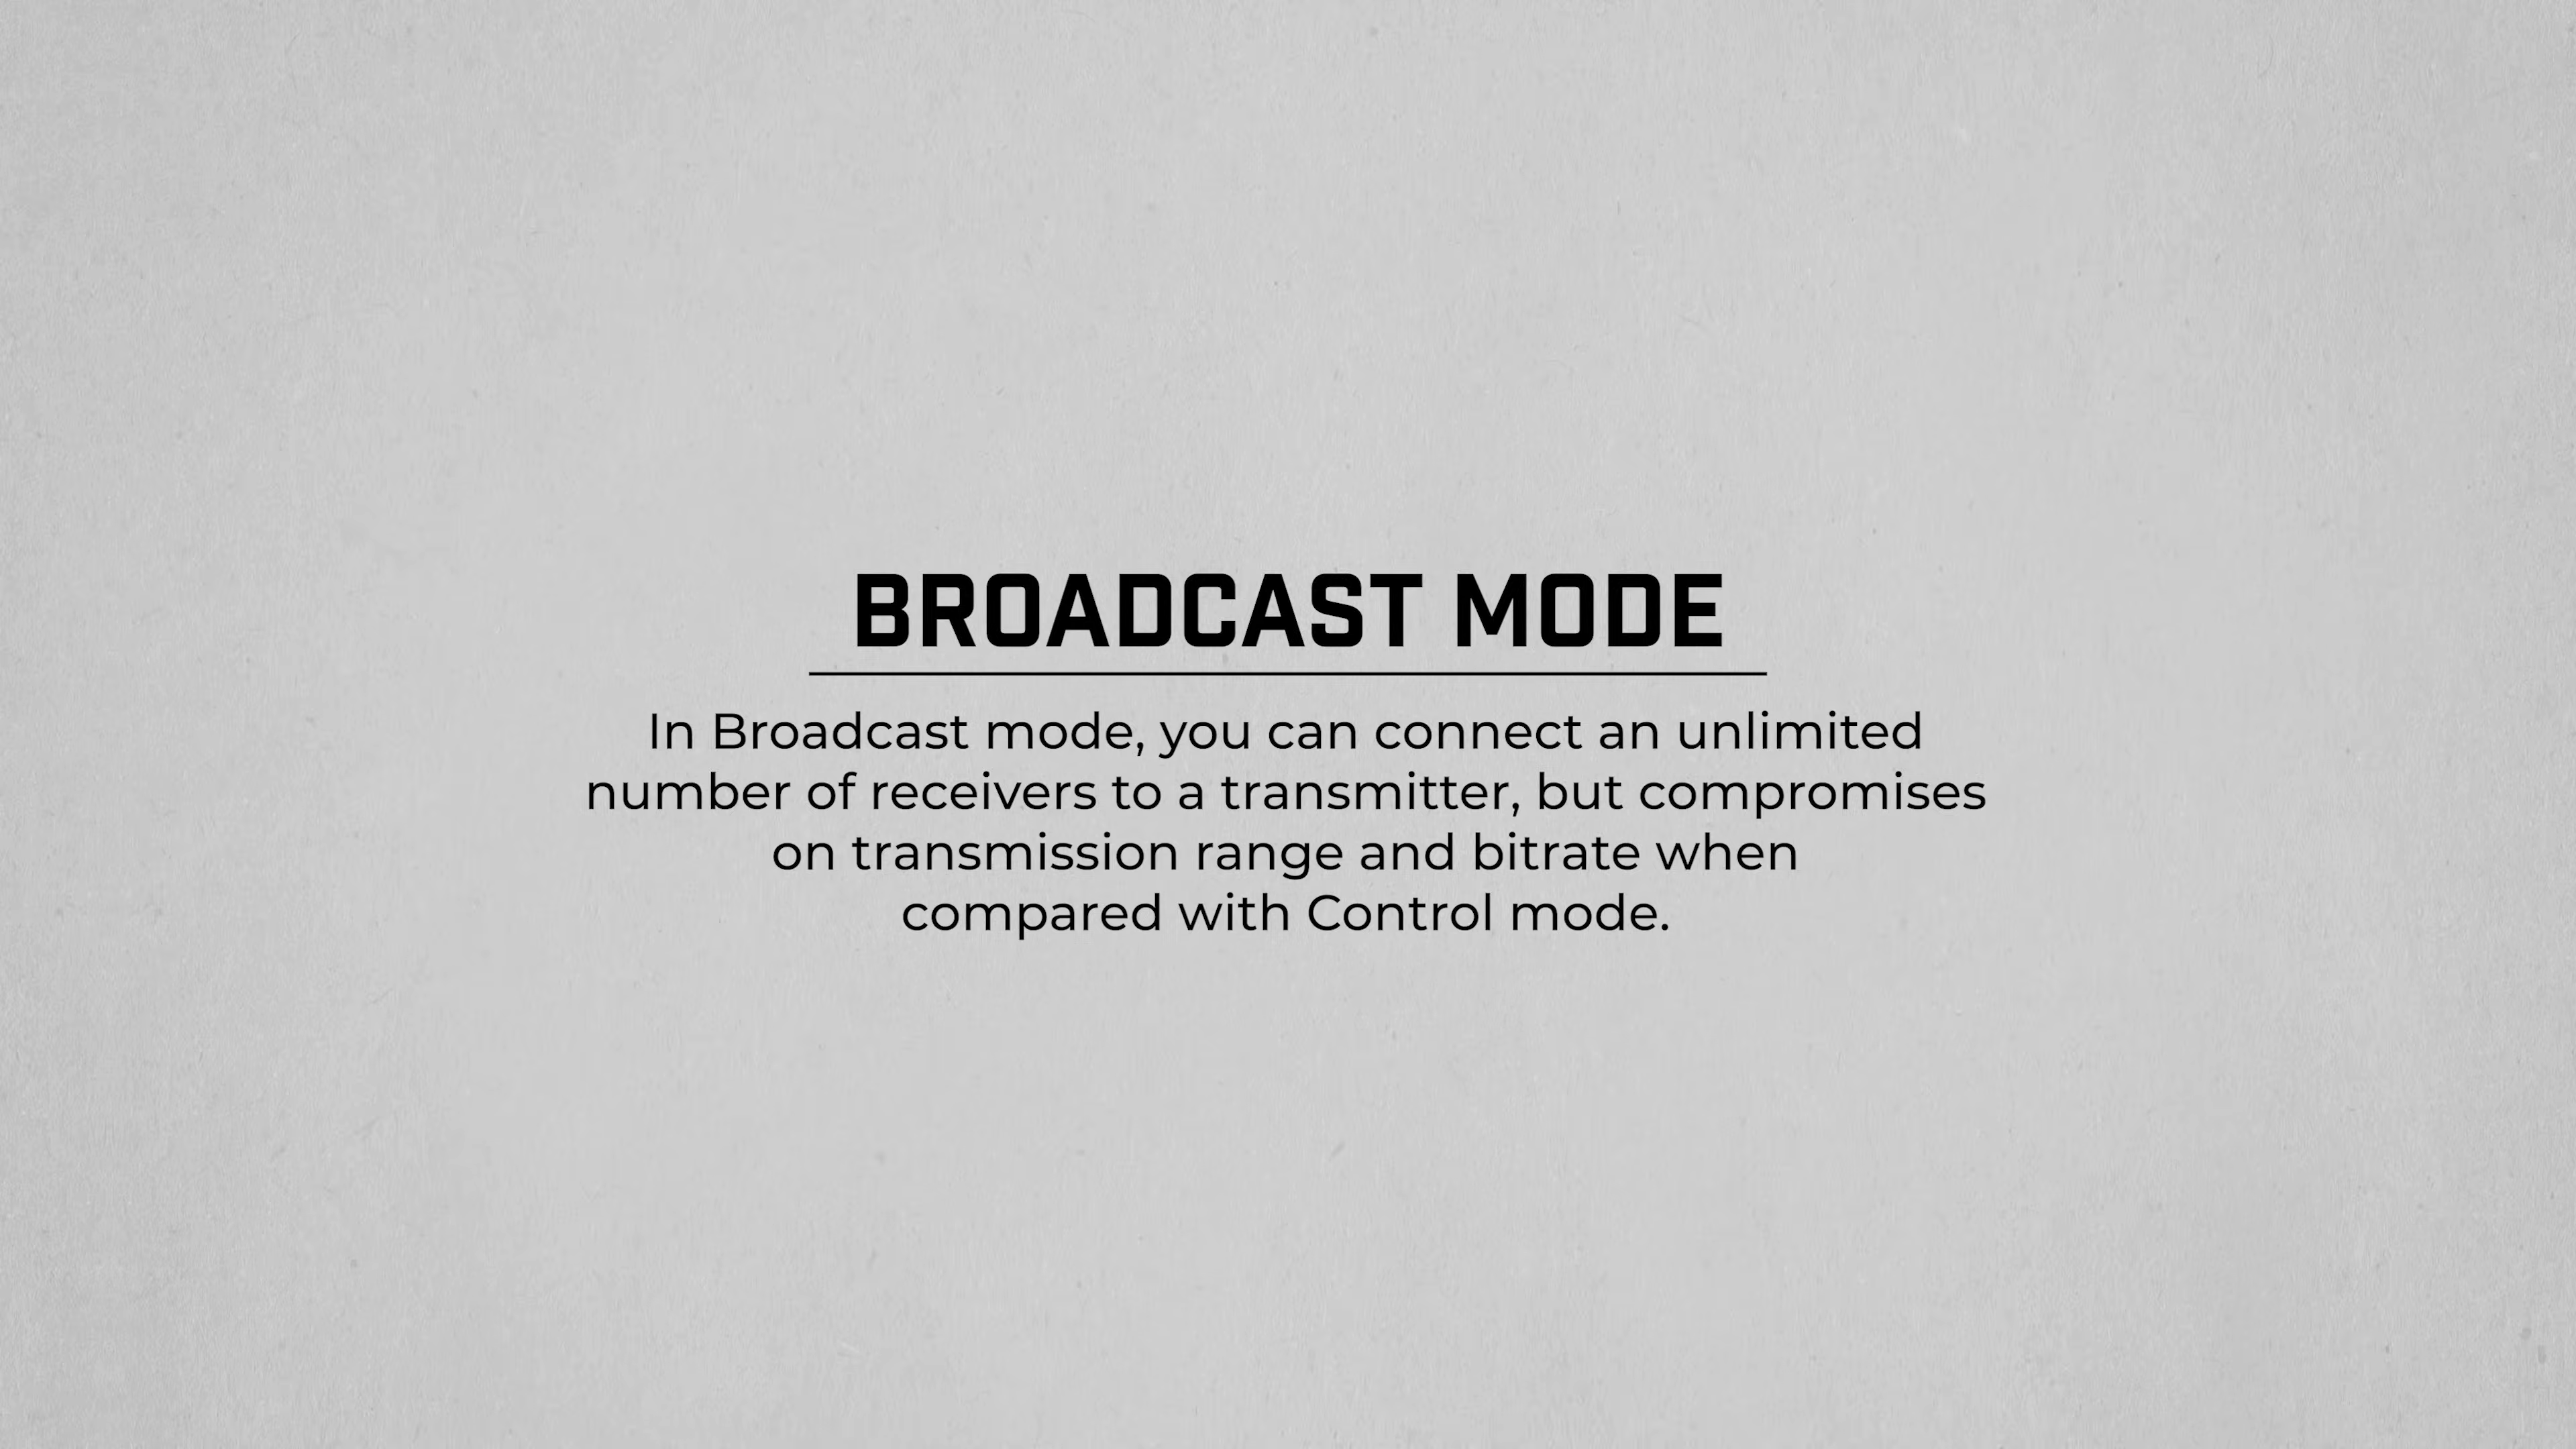 BROADCAST MODE
In Broadcast mode, you can connect an unlimited
number of receivers to a transmitter, but compromises
on transmission range and bitrate when
compared with Control mode.